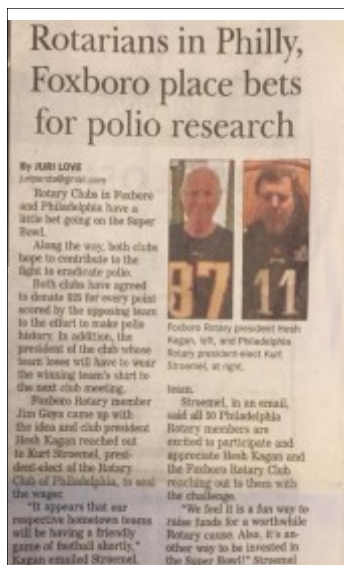 Rotarians in Philly,
Foxboro place bets
for polio research
By JURI LOVE
Rotary Clubs in Foxboro
and Philadelphia have a
little bet going on the Super
Bowl.
Along the way, both clubs
hope to contribute to the
fight to eradicate polio.
Both clubs have agreed
to donate $25 for every point
scored by the opposing team
to the effort to make polio
history. In addition, the
president of the club whose
team loses will have to wear
the winning team's shirt to
the next club meeting.
Foxboro Rotary member
Jim Goya came up with
the idea and club president
Hesh Kagan reached out
to Kurt Stroemel, presi-
dent-elect of the Rotary
Club of Philadelphia, to seal
the wager.
"It appears that our
respective hometown teams
will be having a friendly
game of football shortly,"
Kagan emailed Stroemel
87
11
Foxboro Rotary president Hesh
Kagan, left, and Philadelphia
Rotary president-elect Kurt
Stroemel, at right.
team.
Stroemel, in an email,
said all 50 Philadelphia
Rotary members are
excited to participate and
appreciate Hesh Kagan and
the Foxboro Rotary Club
reaching out to them with
the challenge.
"We feel it is a fun way to
raise funds for a worthwhile
Rotary cause. Also, it's an-
other way to be invested in
the Super Bowl!" Stroemel